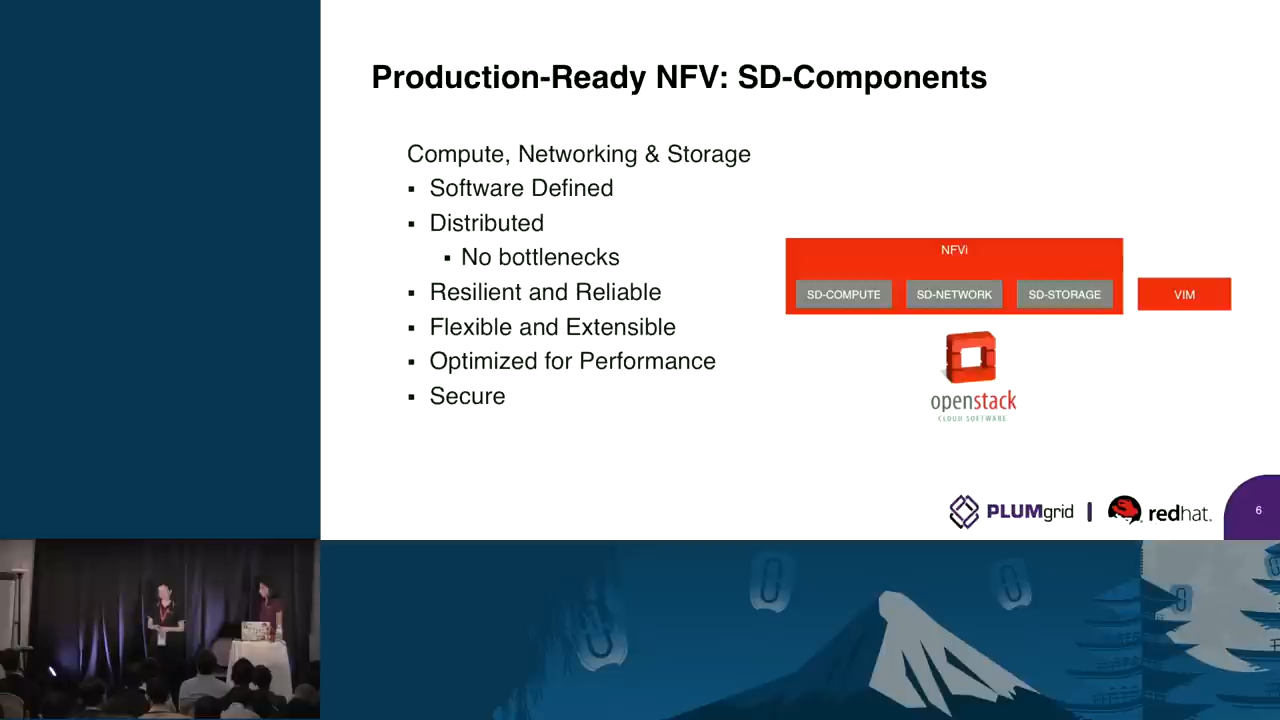 Production-Ready NFV: SD-Components
Compute, Networking & Storage
▪ Software Defined
▪ Distributed
▪ No bottlenecks
▪ Resilient and Reliable
▪ Flexible and Extensible
▪ Optimized for Performance
▪ Secure
NFVi
SD-COMPUTE SD-NETWORK SD-STORAGE VIM
openstack
CLOUD SOFTWARE
PLUMgrid | redhat. 6